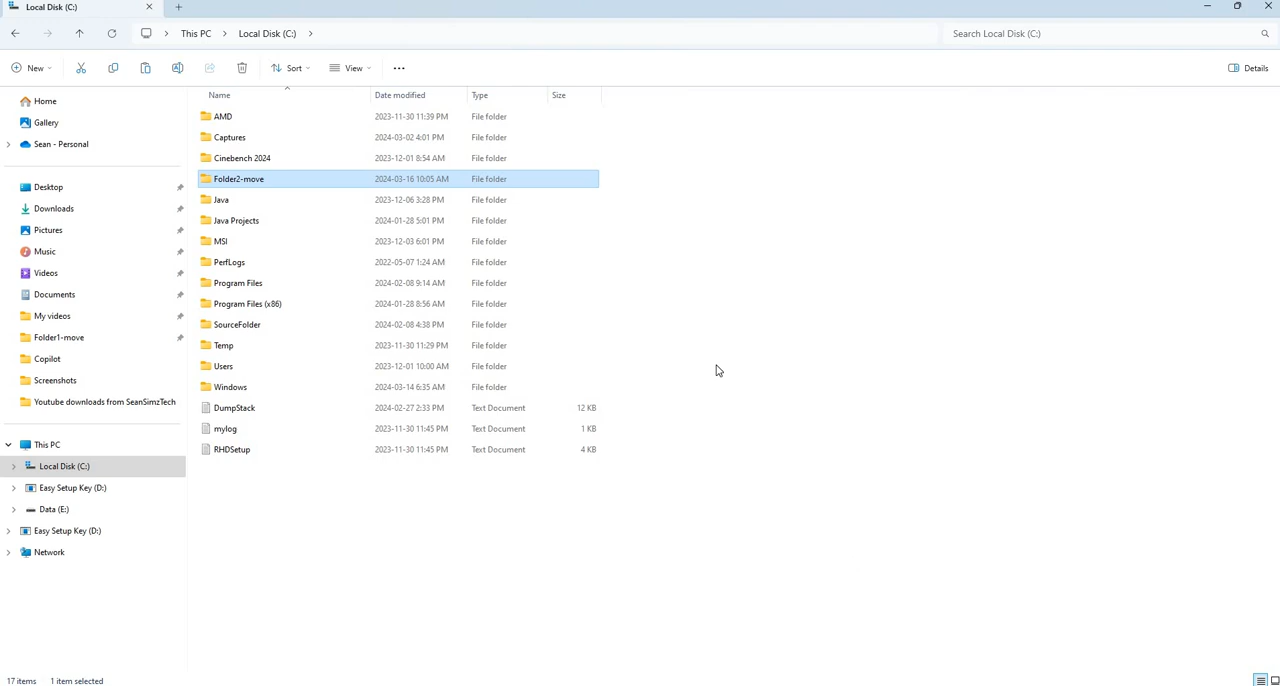 Local Disk (C:)
This PC > Local Disk (C:) >
Search Local Disk (C:)
New
Sort
View
Details
Name Date modified Type Size
Home
Gallery
Sean - Personal
Desktop
Downloads
Pictures
Music
Videos
Documents
My videos
Folder1-move
Copilot
Screenshots
Youtube downloads from SeanSimzTech
This PC
Local Disk (C:)
Easy Setup Key (D:)
Data (E:)
Easy Setup Key (D:)
Network
AMD 2023-11-30 11:39 PM File folder
Captures 2024-03-02 4:01 PM File folder
Cinebench 2024 2023-12-01 8:54 AM File folder
Folder2-move 2024-03-16 10:05 AM File folder
Java 2023-12-06 3:28 PM File folder
Java Projects 2024-01-28 5:01 PM File folder
MSI 2023-12-03 6:01 PM File folder
PerfLogs 2022-05-07 1:24 AM File folder
Program Files 2024-02-08 9:14 AM File folder
Program Files (x86) 2024-01-28 8:56 AM File folder
SourceFolder 2024-02-08 4:38 PM File folder
Temp 2023-11-30 11:29 PM File folder
Users 2023-12-01 10:00 AM File folder
Windows 2024-03-14 6:35 AM File folder
DumpStack 2024-02-27 2:33 PM Text Document 12 KB
mylog 2023-11-30 11:45 PM Text Document 1 KB
RHDSetup 2023-11-30 11:45 PM Text Document 4 KB
17 items 1 item selected